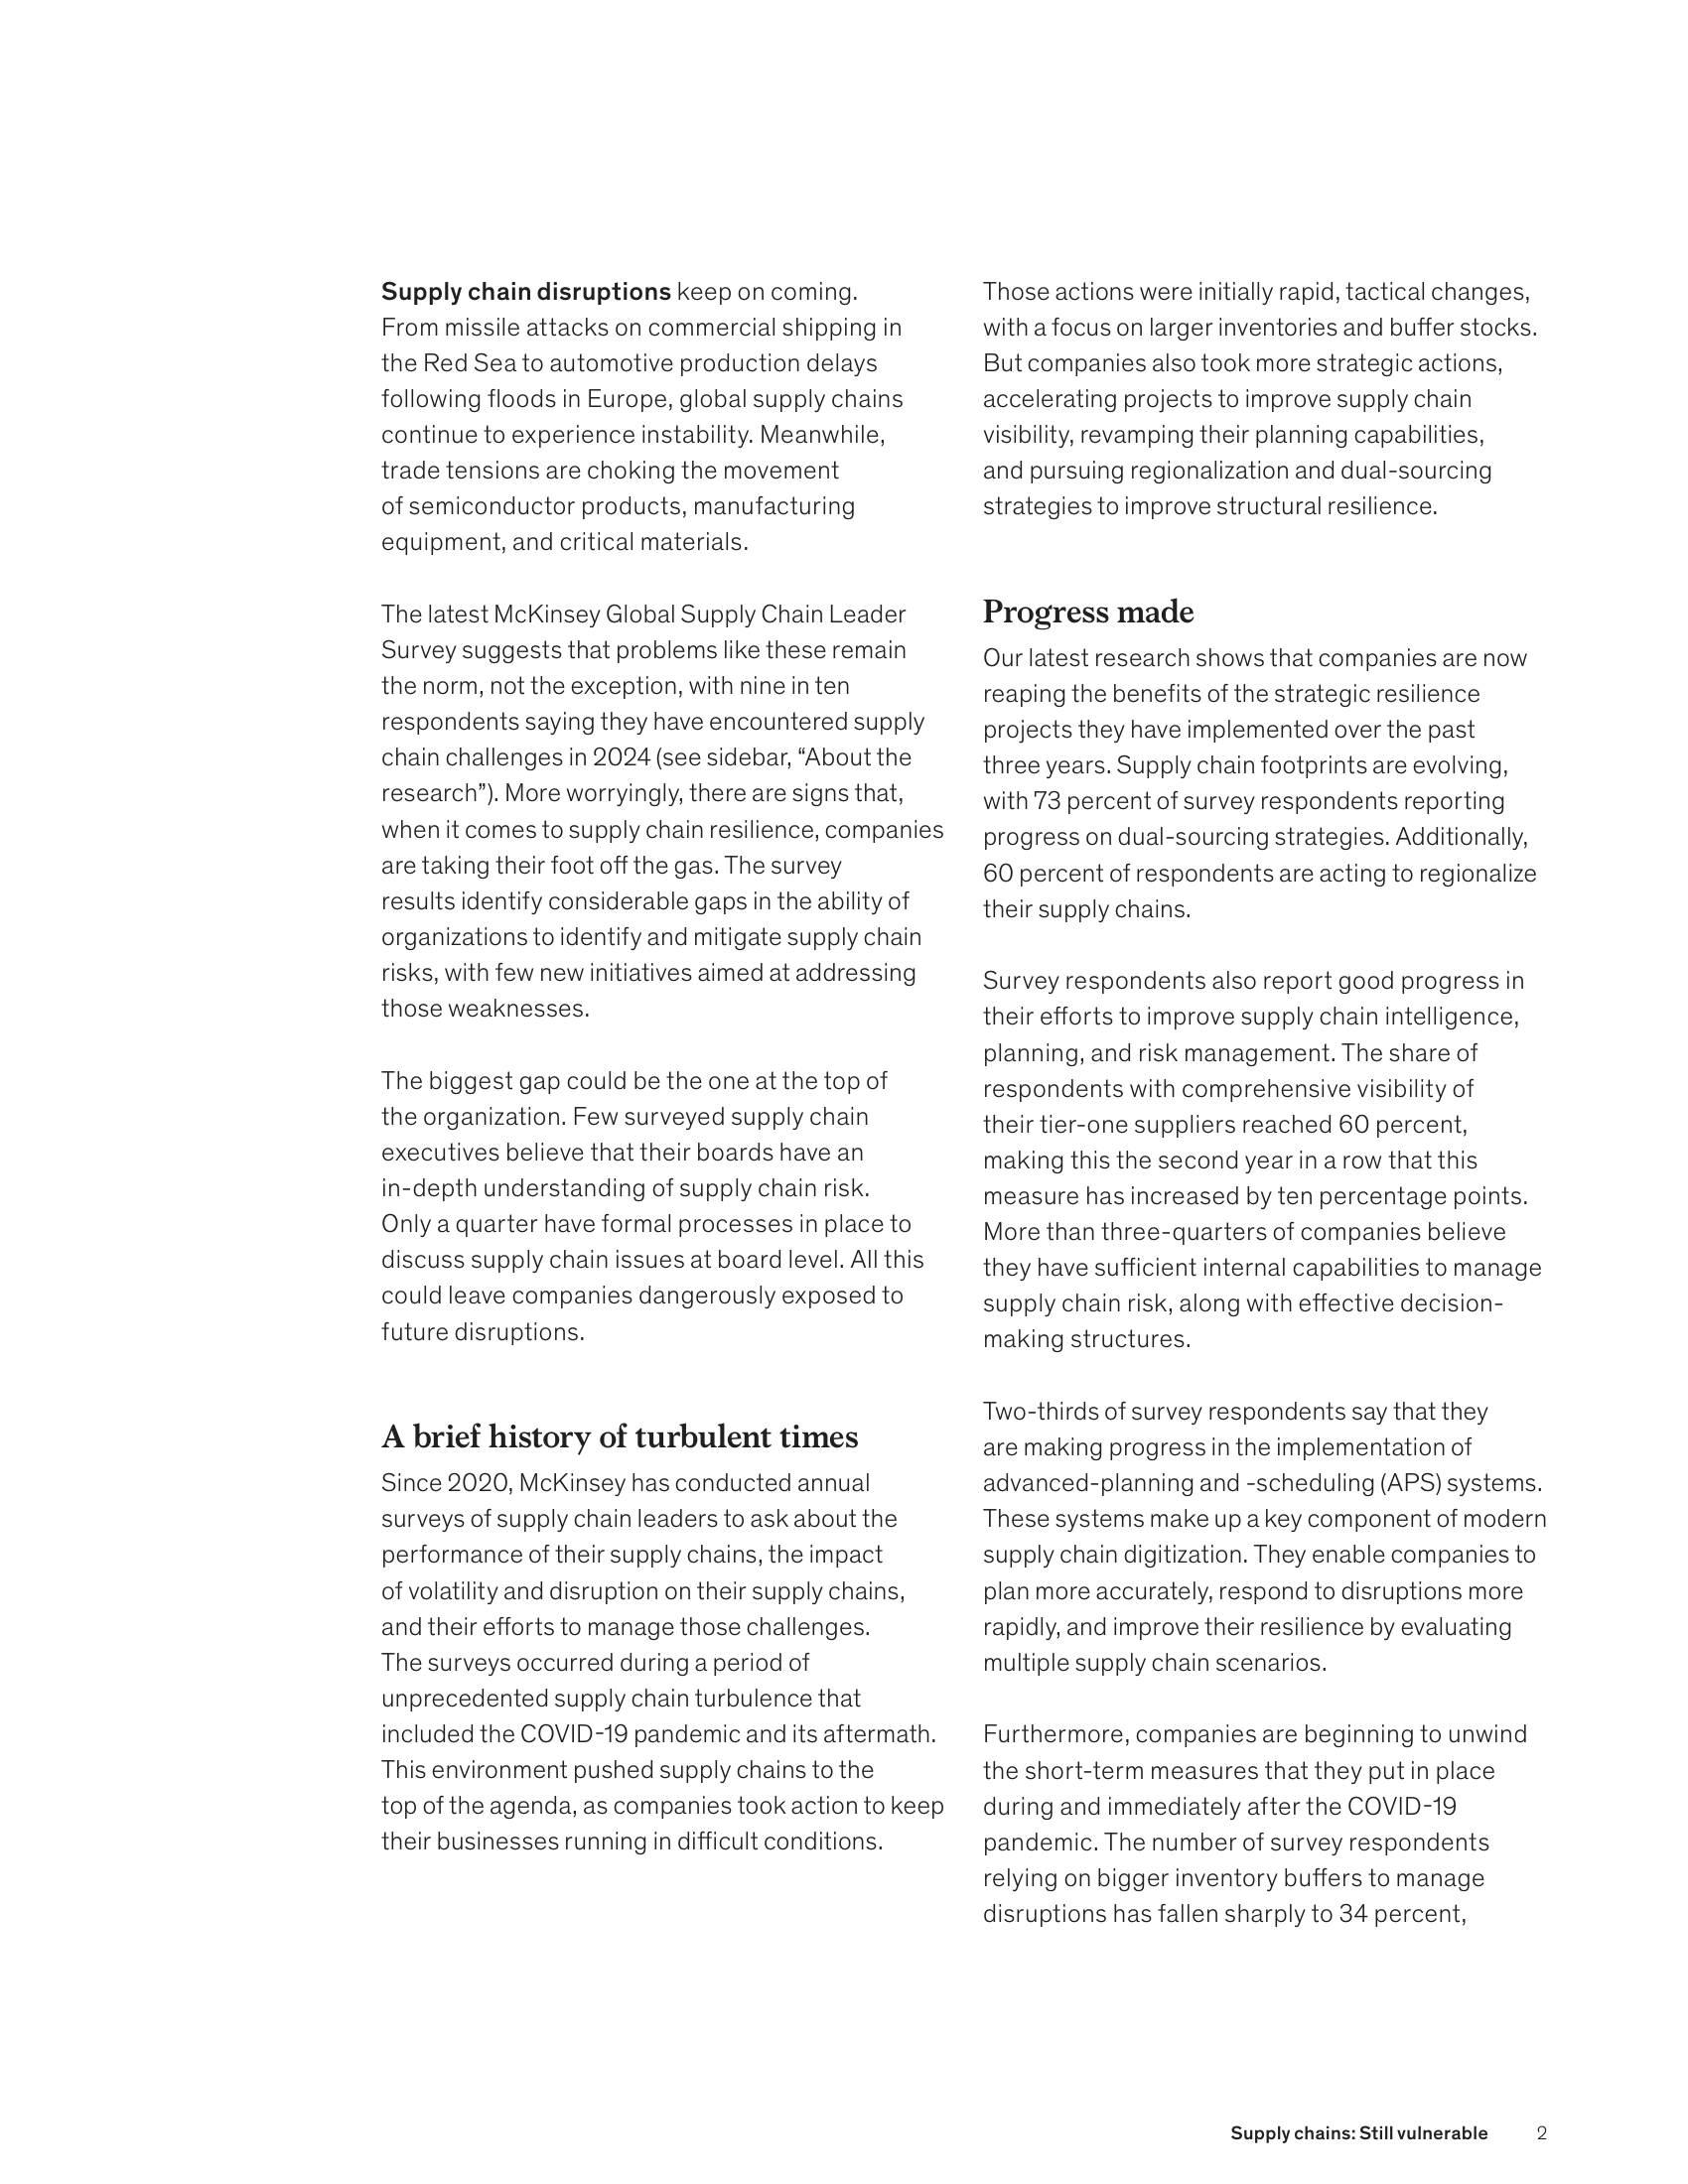 Supply chain disruptions keep on coming.
From missile attacks on commercial shipping in
the Red Sea to automotive production delays
following floods in Europe, global supply chains
continue to experience instability. Meanwhile,
trade tensions are choking the movement
of semiconductor products, manufacturing
equipment, and critical materials.
The latest McKinsey Global Supply Chain Leader
Survey suggests that problems like these remain
the norm, not the exception, with nine in ten
respondents saying they have encountered supply
chain challenges in 2024 (see sidebar, “About the
research”). More worryingly, there are signs that,
when it comes to supply chain resilience, companies
are taking their foot off the gas. The survey
results identify considerable gaps in the ability of
organizations to identify and mitigate supply chain
risks, with few new initiatives aimed at addressing
those weaknesses.
The biggest gap could be the one at the top of
the organization. Few surveyed supply chain
executives believe that their boards have an
in-depth understanding of supply chain risk.
Only a quarter have formal processes in place to
discuss supply chain issues at board level. All this
could leave companies dangerously exposed to
future disruptions.
A brief history of turbulent times
Since 2020, McKinsey has conducted annual
surveys of supply chain leaders to ask about the
performance of their supply chains, the impact
of volatility and disruption on their supply chains,
and their efforts to manage those challenges.
The surveys occurred during a period of
unprecedented supply chain turbulence that
included the COVID-19 pandemic and its aftermath.
This environment pushed supply chains to the
top of the agenda, as companies took action to keep
their businesses running in difficult conditions.
Those actions were initially rapid, tactical changes,
with a focus on larger inventories and buffer stocks.
But companies also took more strategic actions,
accelerating projects to improve supply chain
visibility, revamping their planning capabilities,
and pursuing regionalization and dual-sourcing
strategies to improve structural resilience.
Progress made
Our latest research shows that companies are now
reaping the benefits of the strategic resilience
projects they have implemented over the past
three years. Supply chain footprints are evolving,
with 73 percent of survey respondents reporting
progress on dual-sourcing strategies. Additionally,
60 percent of respondents are acting to regionalize
their supply chains.
Survey respondents also report good progress in
their efforts to improve supply chain intelligence,
planning, and risk management. The share of
respondents with comprehensive visibility of
their tier-one suppliers reached 60 percent,
making this the second year in a row that this
measure has increased by ten percentage points.
More than three-quarters of companies believe
they have sufficient internal capabilities to manage
supply chain risk, along with effective decision-
making structures.
Two-thirds of survey respondents say that they
are making progress in the implementation of
advanced-planning and -scheduling (APS) systems.
These systems make up a key component of modern
supply chain digitization. They enable companies to
plan more accurately, respond to disruptions more
rapidly, and improve their resilience by evaluating
multiple supply chain scenarios.
Furthermore, companies are beginning to unwind
the short-term measures that they put in place
during and immediately after the COVID-19
pandemic. The number of survey respondents
relying on bigger inventory buffers to manage
disruptions has fallen sharply to 34 percent,
Supply chains: Still vulnerable 2